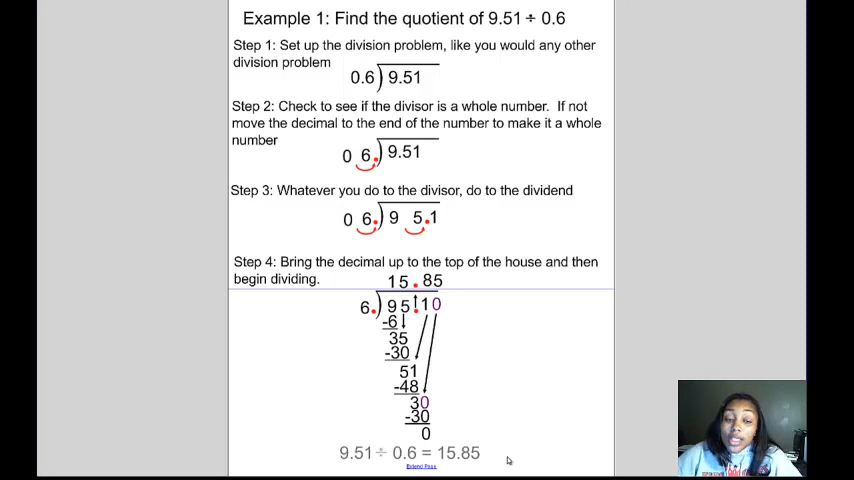 Example 1: Find the quotient of 9.51 ÷ 0.6
Step 1: Set up the division problem, like you would any other
division problem
0.6)9.51
Step 2: Check to see if the divisor is a whole number. If not
move the decimal to the end of the number to make it a whole
number
0 6.)9.51
Step 3: Whatever you do to the divisor, do to the dividend
0 6.)9 5.1
Step 4: Bring the decimal up to the top of the house and then
begin dividing.
15.85
6.)95.10
-6
35
-30
51
-48
30
-30
0
9.51 ÷ 0.6 = 15.85
Extend Page